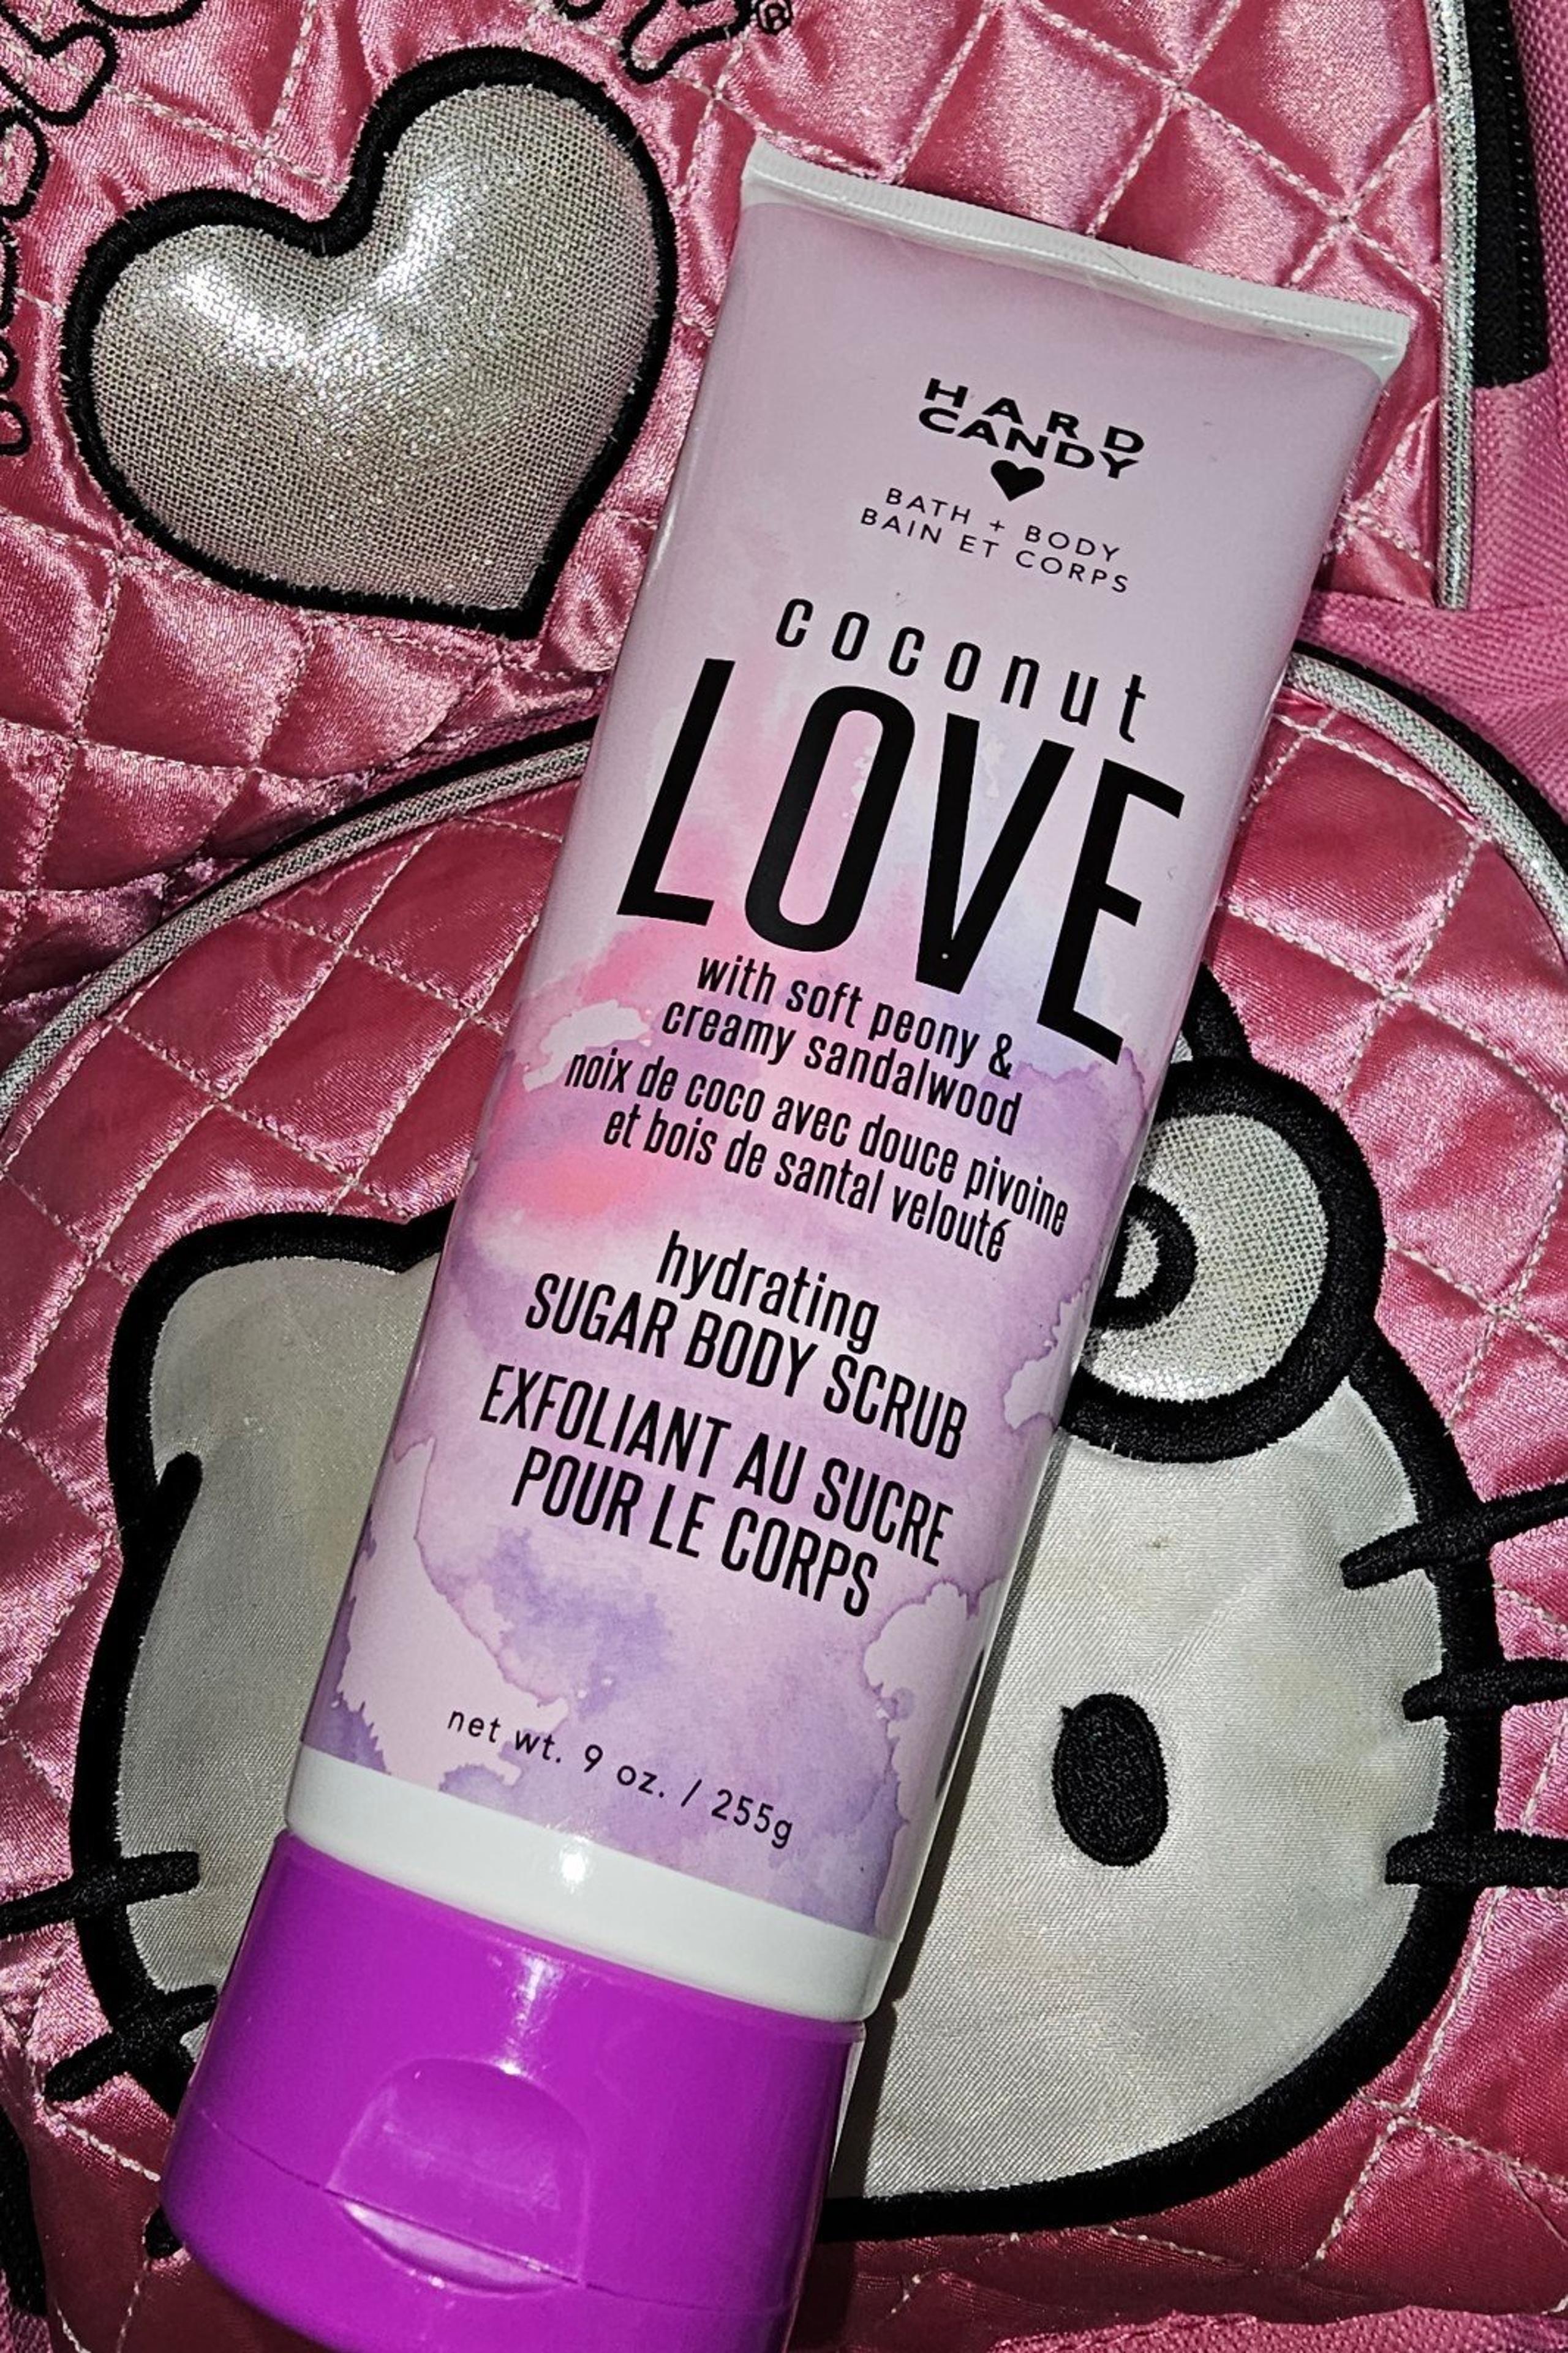 ®
HARD
CANDY
BATH + BODY
BAIN ET CORPS
coconut
LOVE
with soft peony &
creamy sandalwood
noix de coco avec douce pivoine
et bois de santal velouté
hydrating
SUGAR BODY SCRUB
EXFOLIANT AU SUCRE
POUR LE CORPS
net wt. 9 oz. / 255g